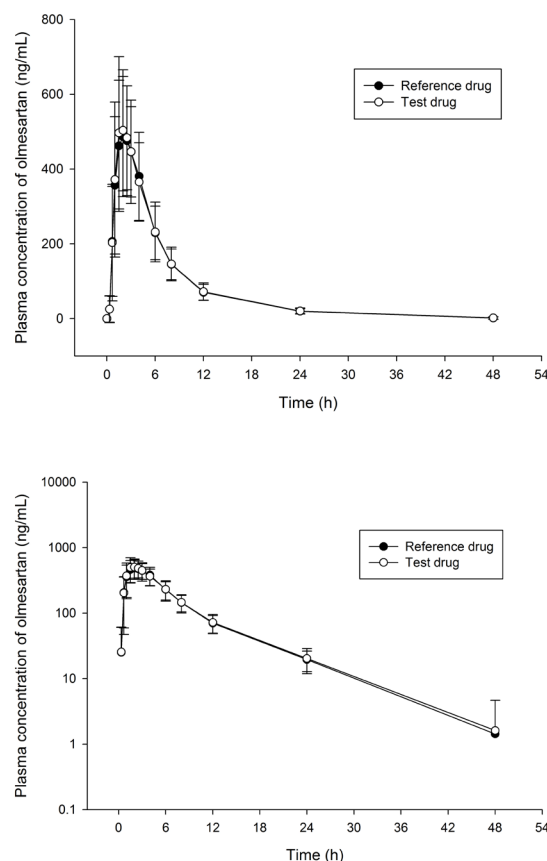 Plasma concentration of olmesartan (ng/mL)
800
600
400
200
0
Reference drug
Test drug
0 6 12 18 24 30 36 42 48 54
Time (h)
Plasma concentration of olmesartan (ng/mL)
10000
1000
100
10
1
0.1
Reference drug
Test drug
0 6 12 18 24 30 36 42 48 54
Time (h)